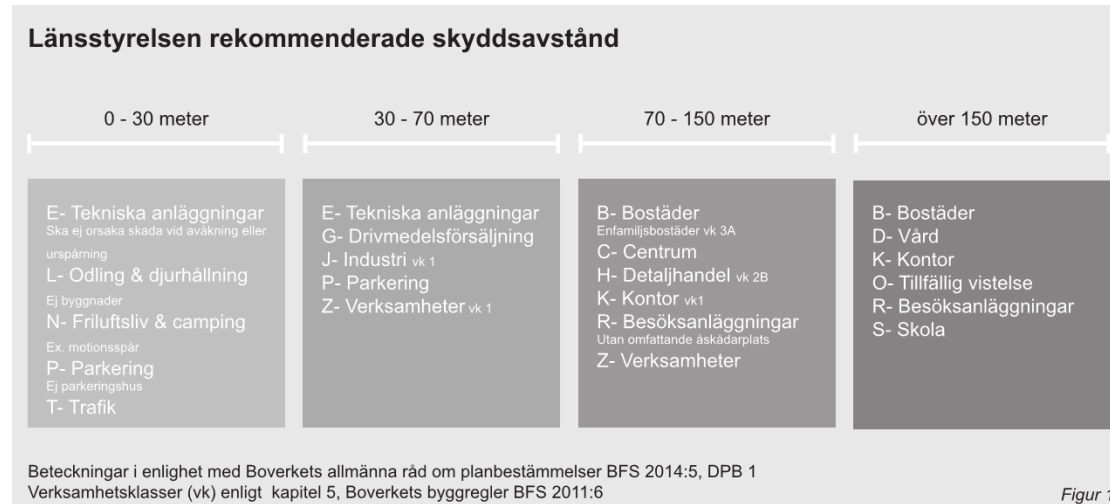 Länsstyrelsen rekommenderade skyddsavstånd
0 - 30 meter
30 - 70 meter
70 - 150 meter
över 150 meter
E- Tekniska anläggningar
Ska ej orsaka skada vid avåkning eller
urspårning
L- Odling & djurhållning
Ej byggnader
N- Friluftsliv & camping
Ex. motionsspår
P- Parkering
Ej parkeringshus
T- Trafik
E- Tekniska anläggningar
G- Drivmedelsförsäljning
J- Industri vk 1
P- Parkering
Z- Verksamheter vk 1
B- Bostäder
Enfamiljsbostäder vk 3A
C- Centrum
H- Detaljhandel vk 2B
K- Kontor vk1
R- Besöksanläggningar
Utan omfattande åskådarplats
Z- Verksamheter
B- Bostäder
D- Vård
K- Kontor
O- Tillfällig vistelse
R- Besöksanläggningar
S- Skola
Beteckningar i enlighet med Boverkets allmänna råd om planbestämmelser BFS 2014:5, DPB 1
Verksamhetsklasser (vk) enligt kapitel 5, Boverkets byggregler BFS 2011:6
Figur 1